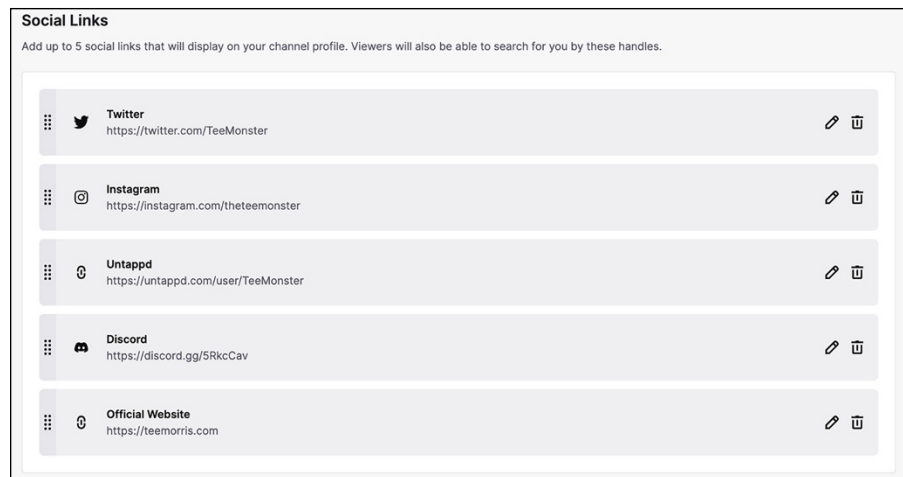 Social Links
Add up to 5 social links that will display on your channel profile. Viewers will also be able to search for you by these handles.
Twitter
https://twitter.com/TeeMonster
Instagram
https://instagram.com/theteemonster
Untappd
https://untappd.com/user/TeeMonster
Discord
https://discord.gg/5RkcCav
Official Website
https://teemorris.com